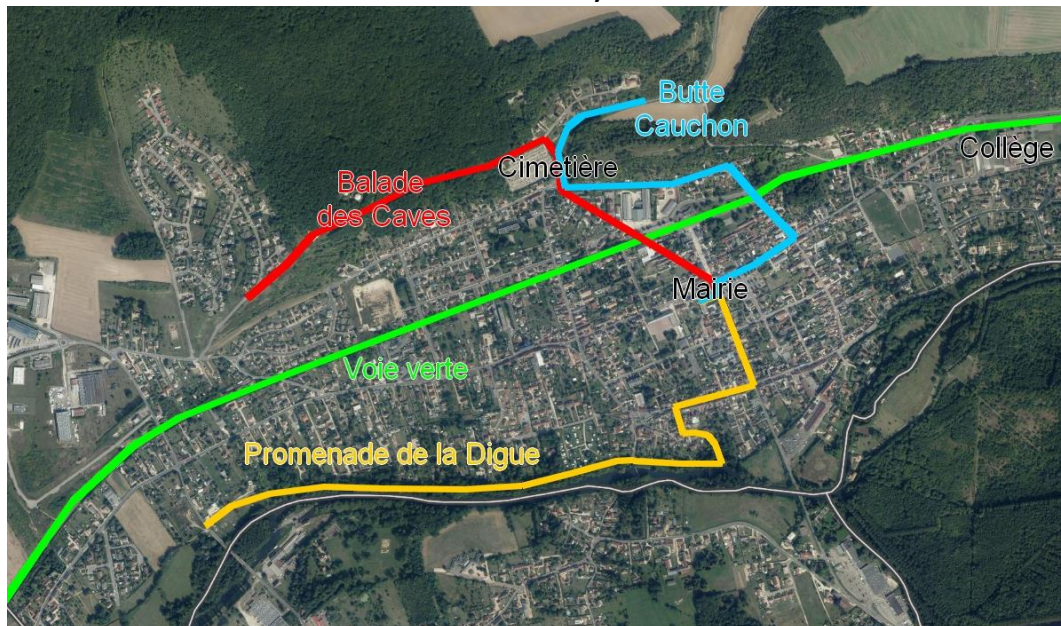 Butte
Cauchon
Collège
Cimetière
Balade
des Caves
Mairie
Voie verte
Promenade de la Digue